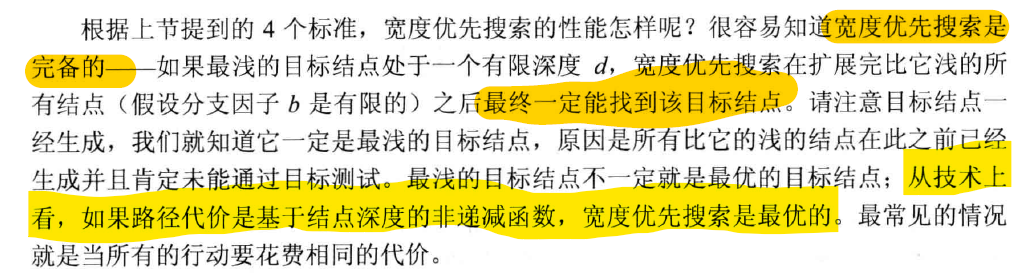 根据上节提到的 4 个标准，宽度优先搜索的性能怎样呢？很容易知道宽度优先搜索是
完备的——如果最浅的目标结点处于一个有限深度 d，宽度优先搜索在扩展完比它浅的所
有结点（假设分支因子 b 是有限的）之后最终一定能找到该目标结点。请注意目标结点一
经生成，我们就知道它一定是最浅的目标结点，原因是所有比它的浅的结点在此之前已经
生成并且肯定未能通过目标测试。最浅的目标结点不一定就是最优的目标结点；从技术上
看，如果路径代价是基于结点深度的非递减函数，宽度优先搜索是最优的。最常见的情况
就是当所有的行动要花费相同的代价。